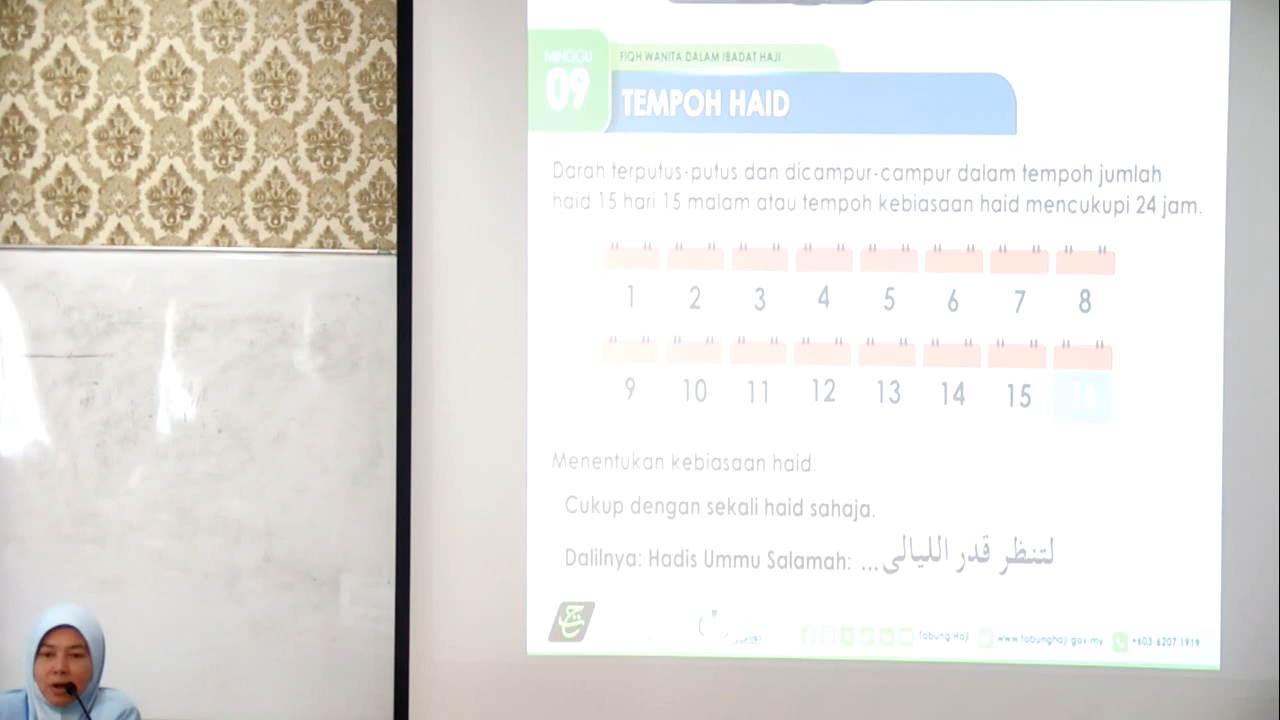 MINGGU
09
FIQH WANITA DALAM IBADAT HAJI
TEMPOH HAID
Darah terputus-putus dan dicampur-campur dalam tempoh jumlah
haid 15 hari 15 malam atau tempoh kebiasaan haid mencukupi 24 jam.
1 2 3 4 5 6 7 8
9 10 11 12 13 14 15 16
Menentukan kebiasaan haid.
Cukup dengan sekali haid sahaja.
Dalilnya: Hadis Ummu Salamah: ... لتنظر قدر الليالى
Tabung Haji www.tabunghaji.gov.my +603 6207 1919